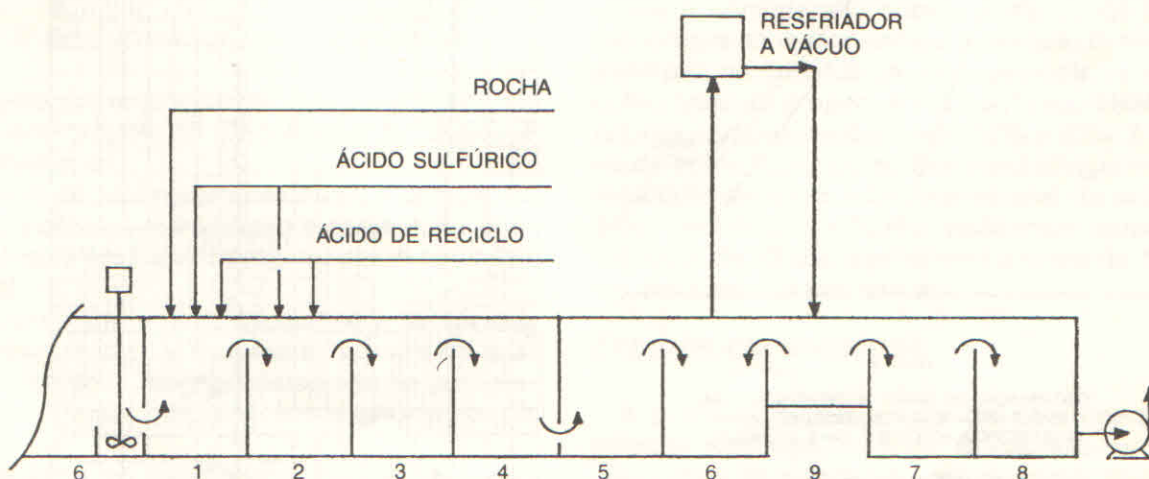 RESFRIADOR
A VÁCUO
ROCHA
ÁCIDO SULFÚRICO
ÁCIDO DE RECICLO
6 1 2 3 4 5 6 9 7 8